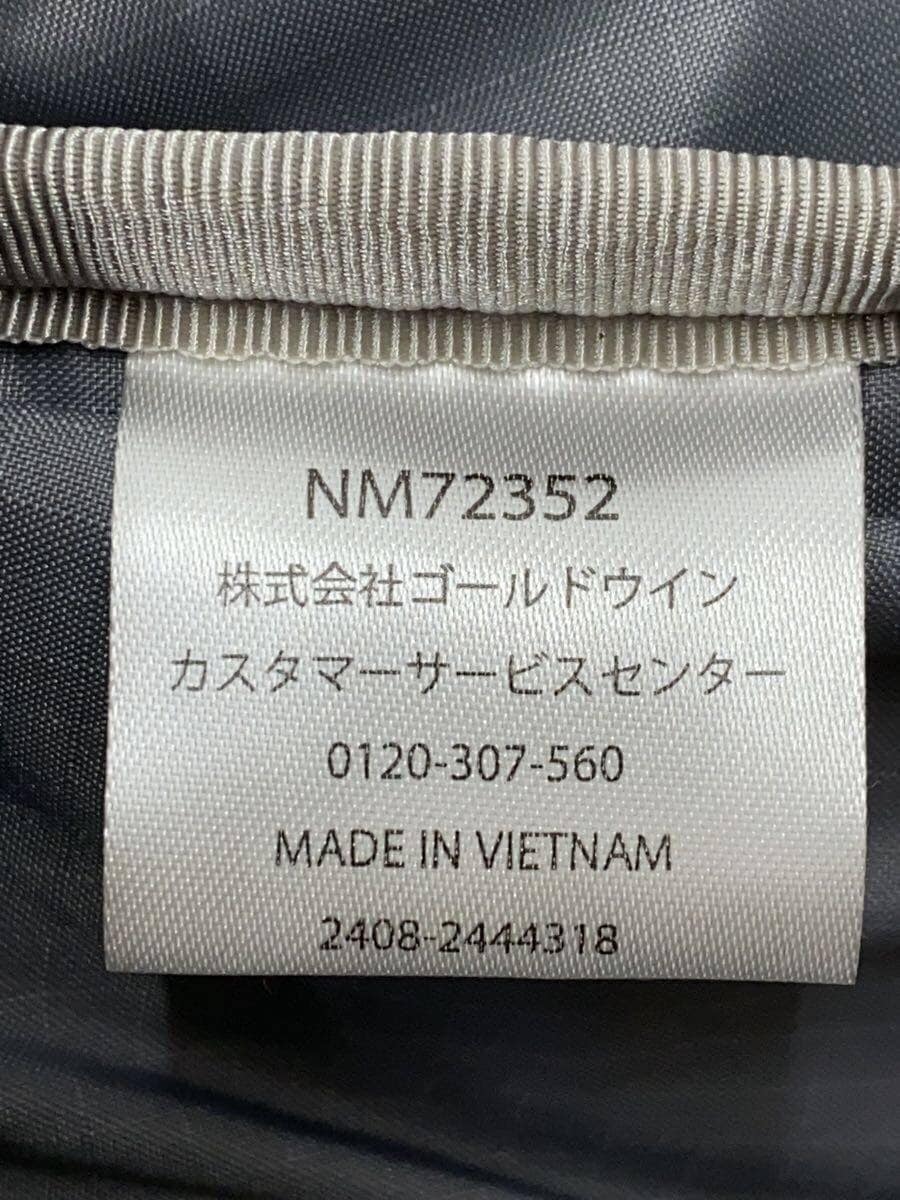 NM72352
株式会社ゴールドウイン
カスタマーサービスセンター
0120-307-560
MADE IN VIETNAM
2408-2444318